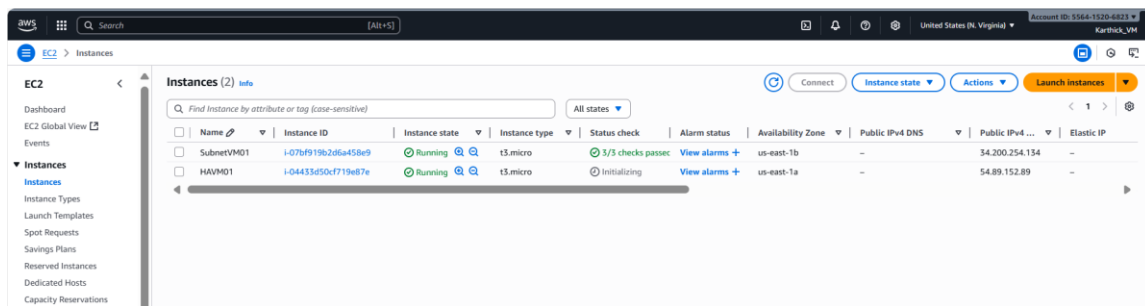 aws Search [Alt+S] United States (N. Virginia) Account ID: 5564-1520-6823
Karthick_VM
EC2 > Instances
EC2
Dashboard
EC2 Global View
Events
Instances
Instances
Instance Types
Launch Templates
Spot Requests
Savings Plans
Reserved Instances
Dedicated Hosts
Capacity Reservations
Instances (2) Info Connect Instance state Actions Launch instances
Find Instance by attribute or tag (case-sensitive) All states 1
Name Instance ID Instance state Instance type Status check Alarm status Availability Zone Public IPv4 DNS Public IPv4 ... Elastic IP
SubnetVM01 i-07bf919b2d6a458e9 Running t3.micro 3/3 checks passec View alarms + us-east-1b – 34.200.254.134 –
HAVM01 i-04433d50cf719e87e Running t3.micro Initializing View alarms + us-east-1a – 54.89.152.89 –